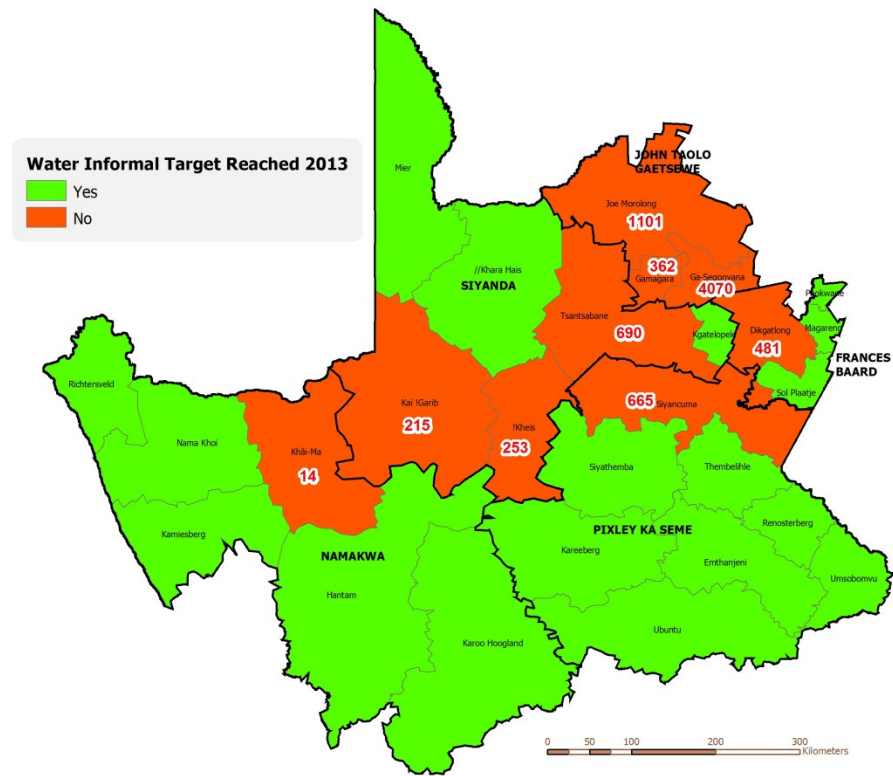 Water Informal Target Reached 2013
Yes
No
Mier
JOHN TAOLO
GAETSEWE
Joe Morolong
1101
//Khara Hais
SIYANDA
362
Gamagara
Ga-Segonyana
4070
Tsantsabane
690
Kgatelopele
Dikgatlong
481
Phokwane
Magareng
FRANCES
BAARD
Sol Plaatje
Richtersveld
Nama Khoi
Khâi-Ma
14
Kai !Garib
215
!Kheis
253
665
Siyancuma
Siyathemba
Thembelihle
Kamiesberg
NAMAKWA
Hantam
PIXLEY KA SEME
Kareeberg
Renosterberg
Emthanjeni
Umsobomvu
Ubuntu
Karoo Hoogland
0 50 100 200 300
Kilometers